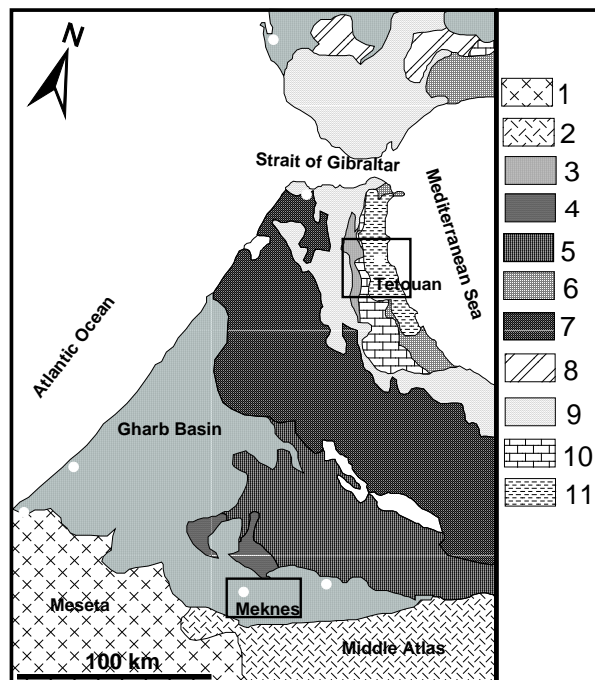 N
Strait of Gibraltar
Mediterranean Sea
Tetouan
Atlantic Ocean
Gharb Basin
Meseta
Meknes
Middle Atlas
100 km
1
2
3
4
5
6
7
8
9
10
11